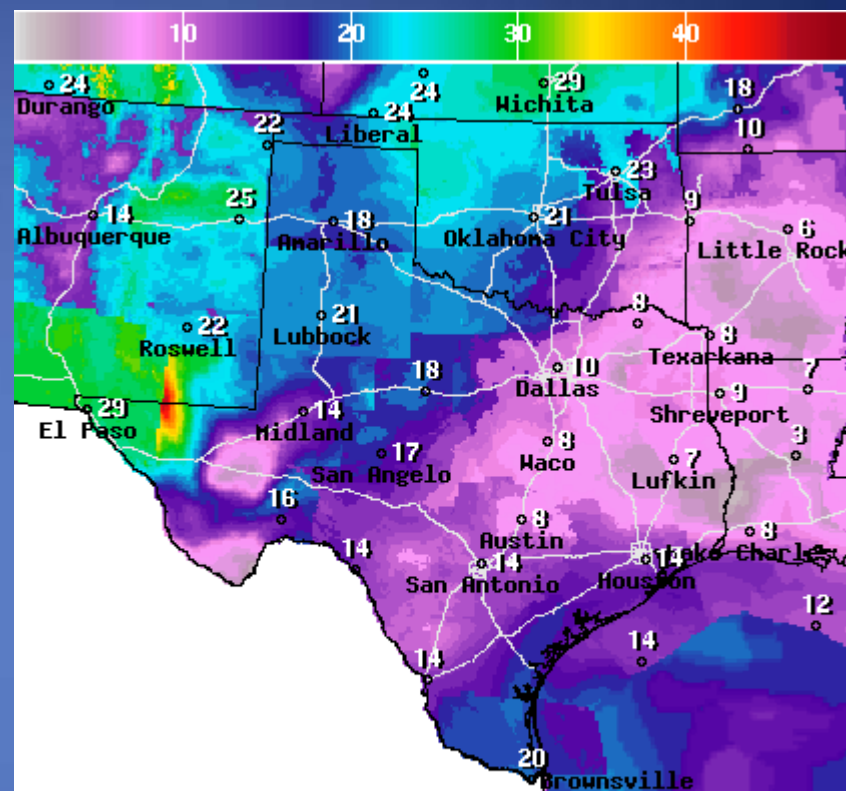 10 20 30 40
24 24 29 18
Durango Wichita
24
Liberal
22 10
23
Tulsa
14 25 18 21 9 6
Albuquerque Amarillo Oklahoma City Little Rock
22 21 8 8
Roswell Lubbock Texarkana
10
Dallas
18 9 7
29 14 Shreveport
El Paso Midland
17 8 7 3
San Angelo Waco Lufkin
16 8 8
Austin
14 14 14 Lake Charl
San Antonio Houston
12
14
14
20
Brownsville